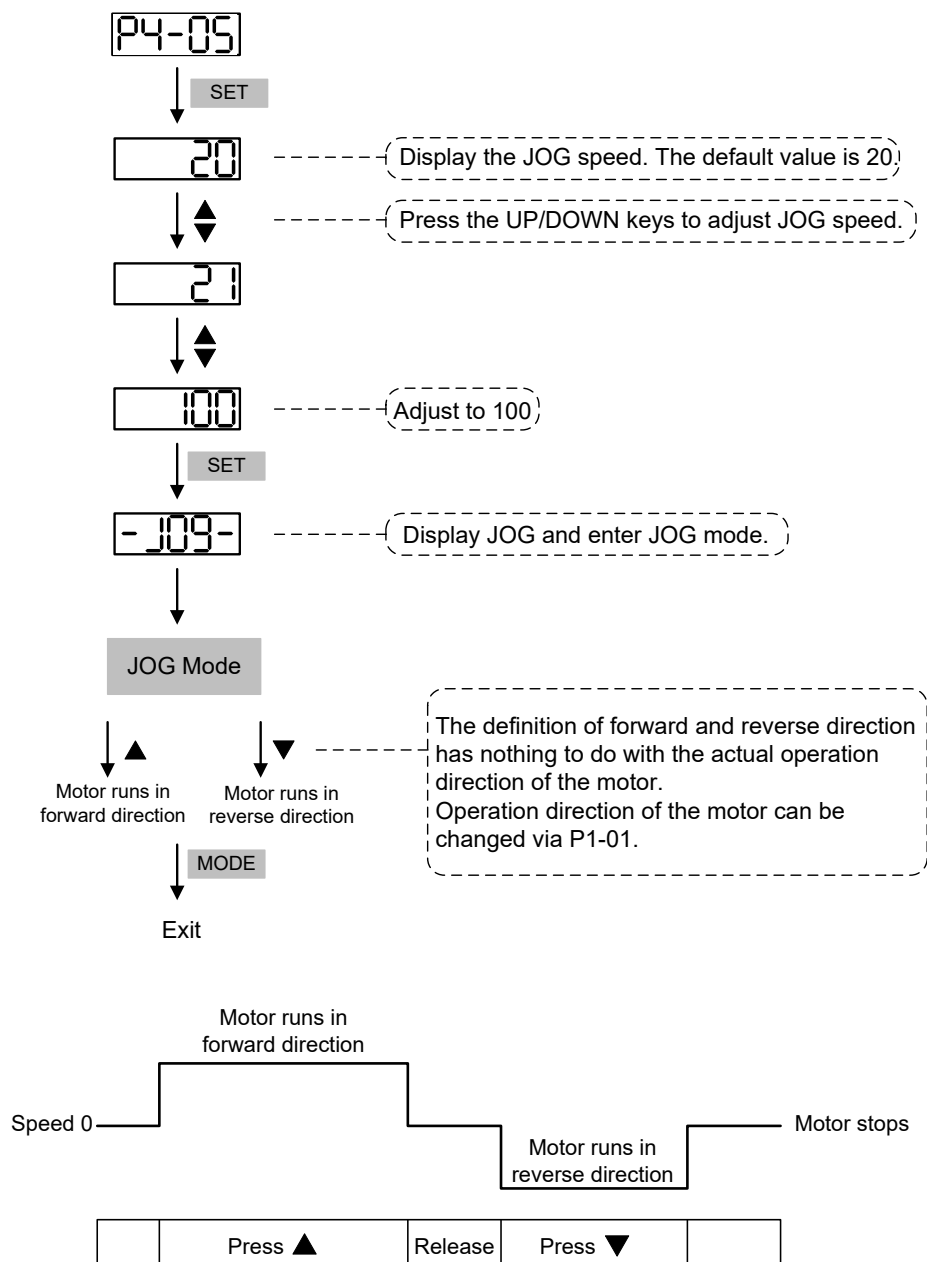 P4-05
SET
20
Display the JOG speed. The default value is 20.
Press the UP/DOWN keys to adjust JOG speed.
21
100
Adjust to 100
SET
-JOG-
Display JOG and enter JOG mode.
JOG Mode
The definition of forward and reverse direction
has nothing to do with the actual operation
direction of the motor.
Operation direction of the motor can be
changed via P1-01.
Motor runs in
forward direction
Motor runs in
reverse direction
MODE
Exit
Motor runs in
forward direction
Speed 0
Motor stops
Motor runs in
reverse direction
Press ▲
Release
Press ▼